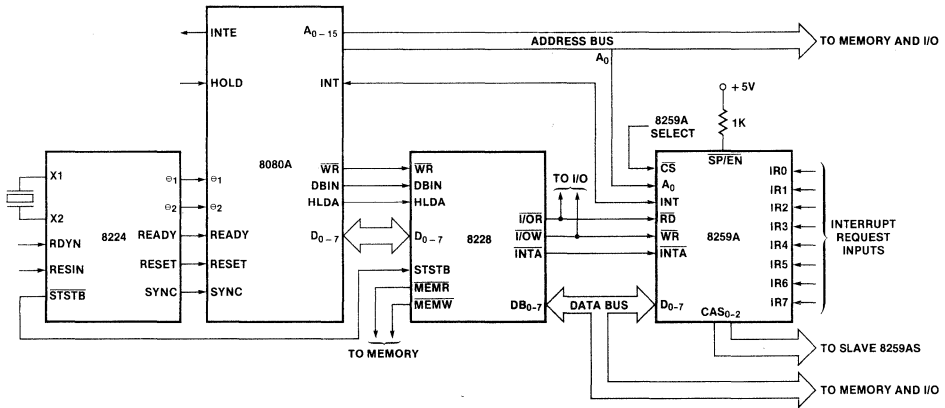 INTE
A0–15
ADDRESS BUS
TO MEMORY AND I/O
A0
HOLD
INT
+5V
8259A
SELECT
1K
8080A
SP/EN
WR
WR
CS
IR0
X1
ɵ1
ɵ1
DBIN
DBIN
TO I/O
A0
IR1
HLDA
HLDA
INT
IR2
X2
ɵ2
ɵ2
I/OR
RD
IR3
INTERRUPT
REQUEST
INPUTS
8224
READY
READY
D0–7
D0–7
8228
I/OW
WR
8259A
IR4
RDYN
INTA
INTA
IR5
RESIN
RESET
RESET
STSTB
IR6
STSTB
SYNC
SYNC
MEMR
IR7
MEMW
DB0–7
DATA BUS
D0–7
CAS0–2
TO MEMORY
TO SLAVE 8259AS
TO MEMORY AND I/O